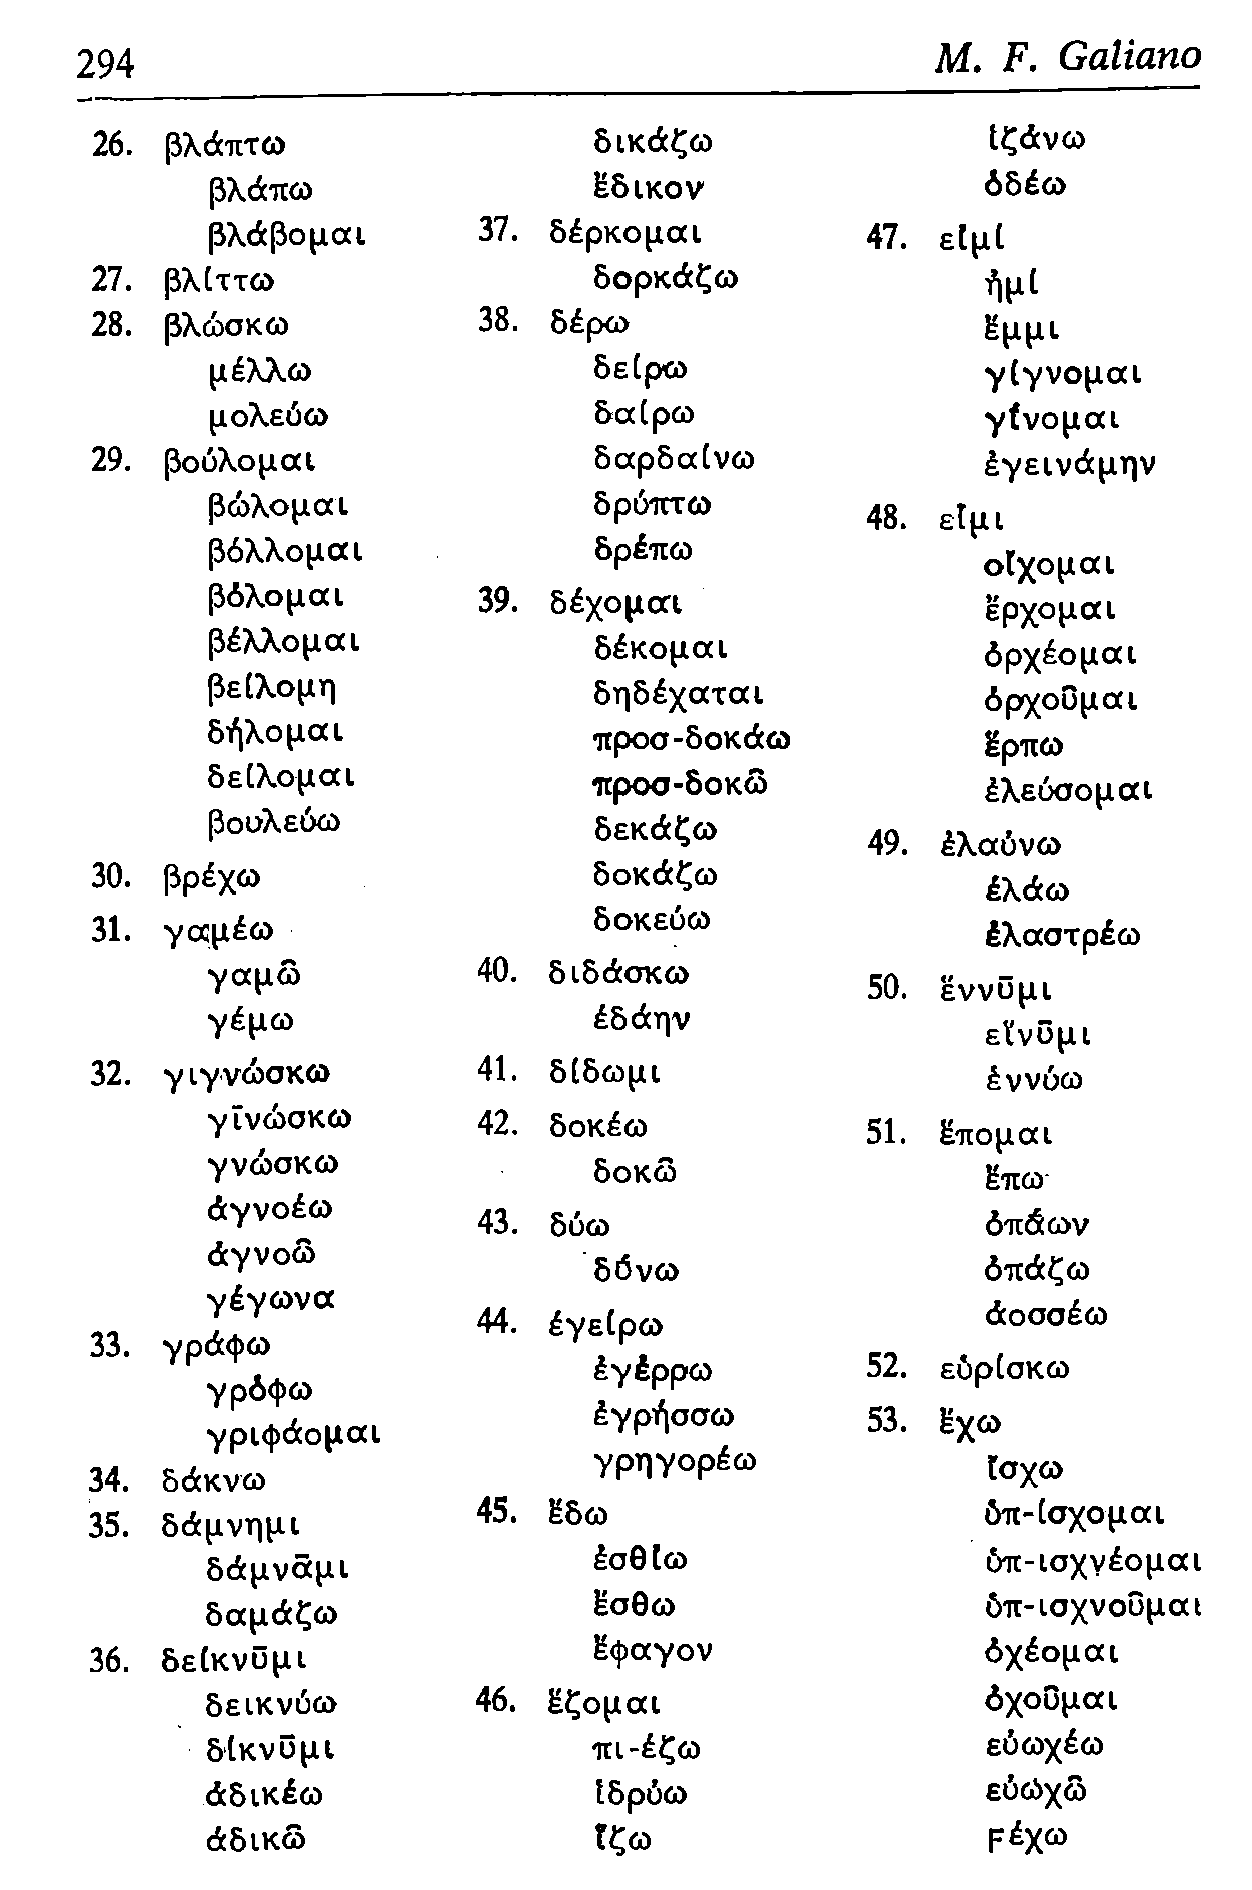 294
M. F. Galiano
26. βλάπτω
βλάπω
βλάβομαι
27. βλίττω
28. βλώσκω
μέλλω
μολεύω
29. βούλομαι
βώλομαι
βόλλομαι
βόλομαι
βέλλομαι
βείλομη
δήλομαι
δείλομαι
βουλεύω
30. βρέχω
31. γαμέω
γαμῶ
γέμω
32. γιγνώσκω
γῑνώσκω
γνώσκω
ἀγνοέω
ἀγνοῶ
γέγωνα
33. γράφω
γρόφω
γριφάομαι
34. δάκνω
35. δάμνημι
δάμνᾱμι
δαμάζω
36. δείκνῡμι
δεικνύω
δίκνῡμι
ἀδικέω
ἀδικῶ
δικάζω
ἔδικον
37. δέρκομαι
δορκάζω
38. δέρω
δείρω
δαίρω
δαρδαίνω
δρύπτω
δρέπω
39. δέχομαι
δέκομαι
δηδέχαται
προσ-δοκάω
προσ-δοκῶ
δεκάζω
δοκάζω
δοκεύω
40. διδάσκω
ἐδάην
41. δίδωμι
42. δοκέω
δοκῶ
43. δύω
δύνω
44. ἐγείρω
ἐγέρρω
ἐγρήσσω
γρηγορέω
45. ἔδω
ἐσθίω
ἔσθω
ἔφαγον
46. ἕζομαι
πι-έζω
ἱδρύω
ἵζω
ἱζάνω
ὁδέω
47. εἰμί
ἠμί
ἔμμι
γίγνομαι
γίνομαι
ἐγεινάμην
48. εἶμι
οἴχομαι
ἔρχομαι
ὀρχέομαι
ὀρχοῦμαι
ἕρπω
ἐλεύσομαι
49. ἐλαύνω
ἐλάω
ἐλαστρέω
50. ἕννῡμι
εἵνῡμι
ἑννύω
51. ἕπομαι
ἕπω
ὀπάων
ὀπάζω
ἀοσσέω
52. εὑρίσκω
53. ἔχω
ἴσχω
ὑπ-ίσχομαι
ὑπ-ισχνέομαι
ὑπ-ισχνοῦμαι
ὀχέομαι
ὀχοῦμαι
εὐωχέω
εὐωχῶ
ϝέχω